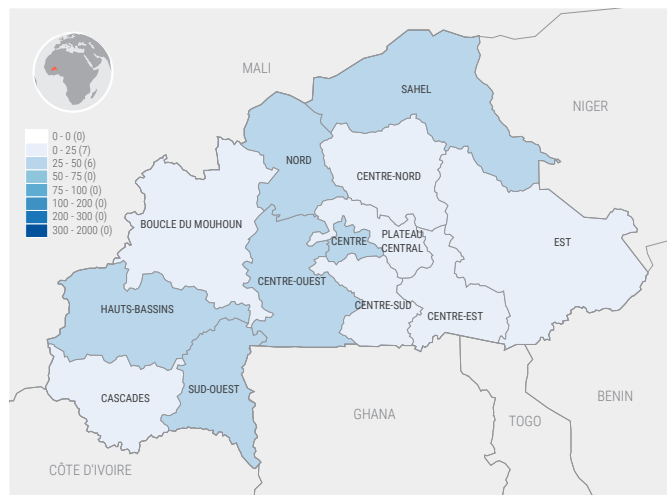 MALI
SAHEL
NIGER
0 - 0 (0)
0 - 25 (7)
25 - 50 (6)
50 - 75 (0)
75 - 100 (0)
100 - 200 (0)
200 - 300 (0)
300 - 2000 (0)
NORD
CENTRE-NORD
BOUCLE DU MOUHOUN
PLATEAU
CENTRAL
CENTRE
EST
CENTRE-OUEST
HAUTS-BASSINS
CENTRE-SUD
CENTRE-EST
SUD-OUEST
CASCADES
BENIN
GHANA
TOGO
CÔTE D'IVOIRE